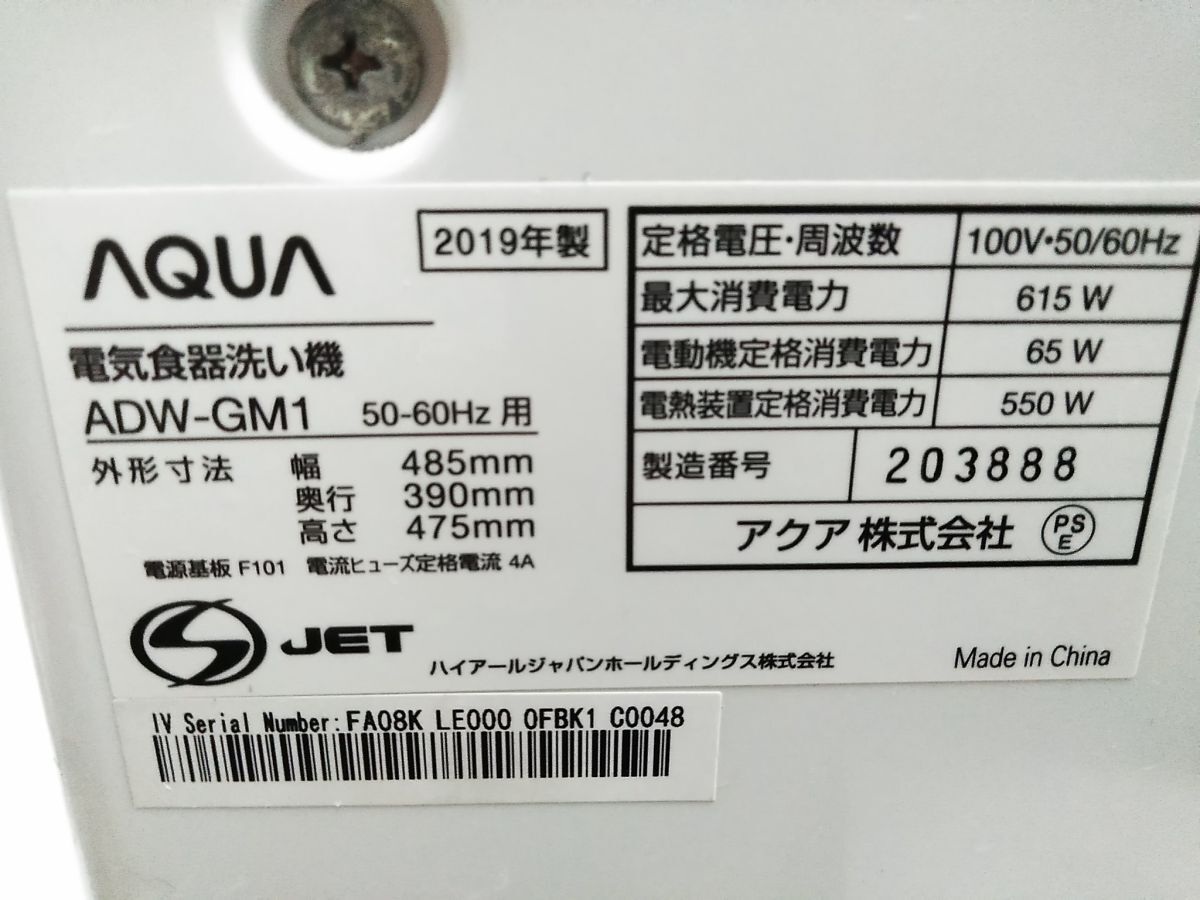 AQUA
2019年製
電気食器洗い機
ADW-GM1 50-60Hz 用
外形寸法 幅 485mm
奥行 390mm
高さ 475mm
電源基板 F101 電流ヒューズ定格電流 4A
定格電圧・周波数 100V・50/60Hz
最大消費電力 615 W
電動機定格消費電力 65 W
電熱装置定格消費電力 550 W
製造番号 203888
アクア 株式会社 PS E
JET
ハイアールジャパンホールディングス株式会社
Made in China
IV Serial Number:FA08K LE000 0FBK1 C0048